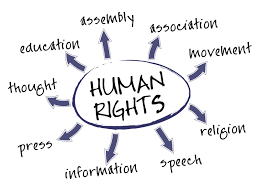 assembly
association
education
movement
thought
HUMAN
RIGHTS
religion
press
speech
information